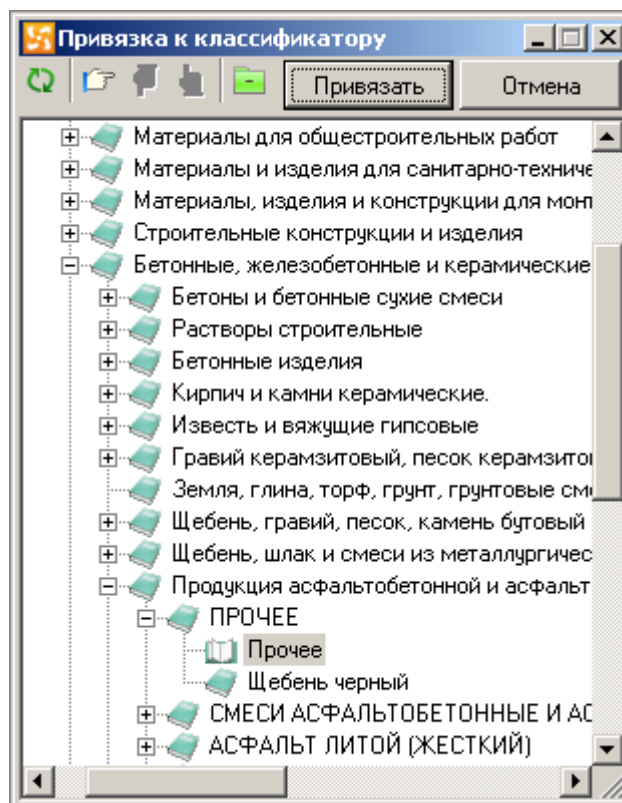 Привязка к классификатору
Привязать Отмена
Материалы для общестроительных работ
Материалы и изделия для санитарно-техниче
Материалы, изделия и конструкции для монт
Строительные конструкции и изделия
Бетонные, железобетонные и керамические
Бетоны и бетонные сухие смеси
Растворы строительные
Бетонные изделия
Кирпич и камни керамические.
Известь и вяжущие гипсовые
Гравий керамзитовый, песок керамзитов
Земля, глина, торф, грунт, грунтовые сме
Щебень, гравий, песок, камень бутовый
Щебень, шлак и смеси из металлургичес
Продукция асфальтобетонной и асфальт
ПРОЧЕЕ
Прочее
Щебень черный
СМЕСИ АСФАЛЬТОБЕТОННЫЕ И АС
АСФАЛЬТ ЛИТОЙ (ЖЕСТКИЙ)